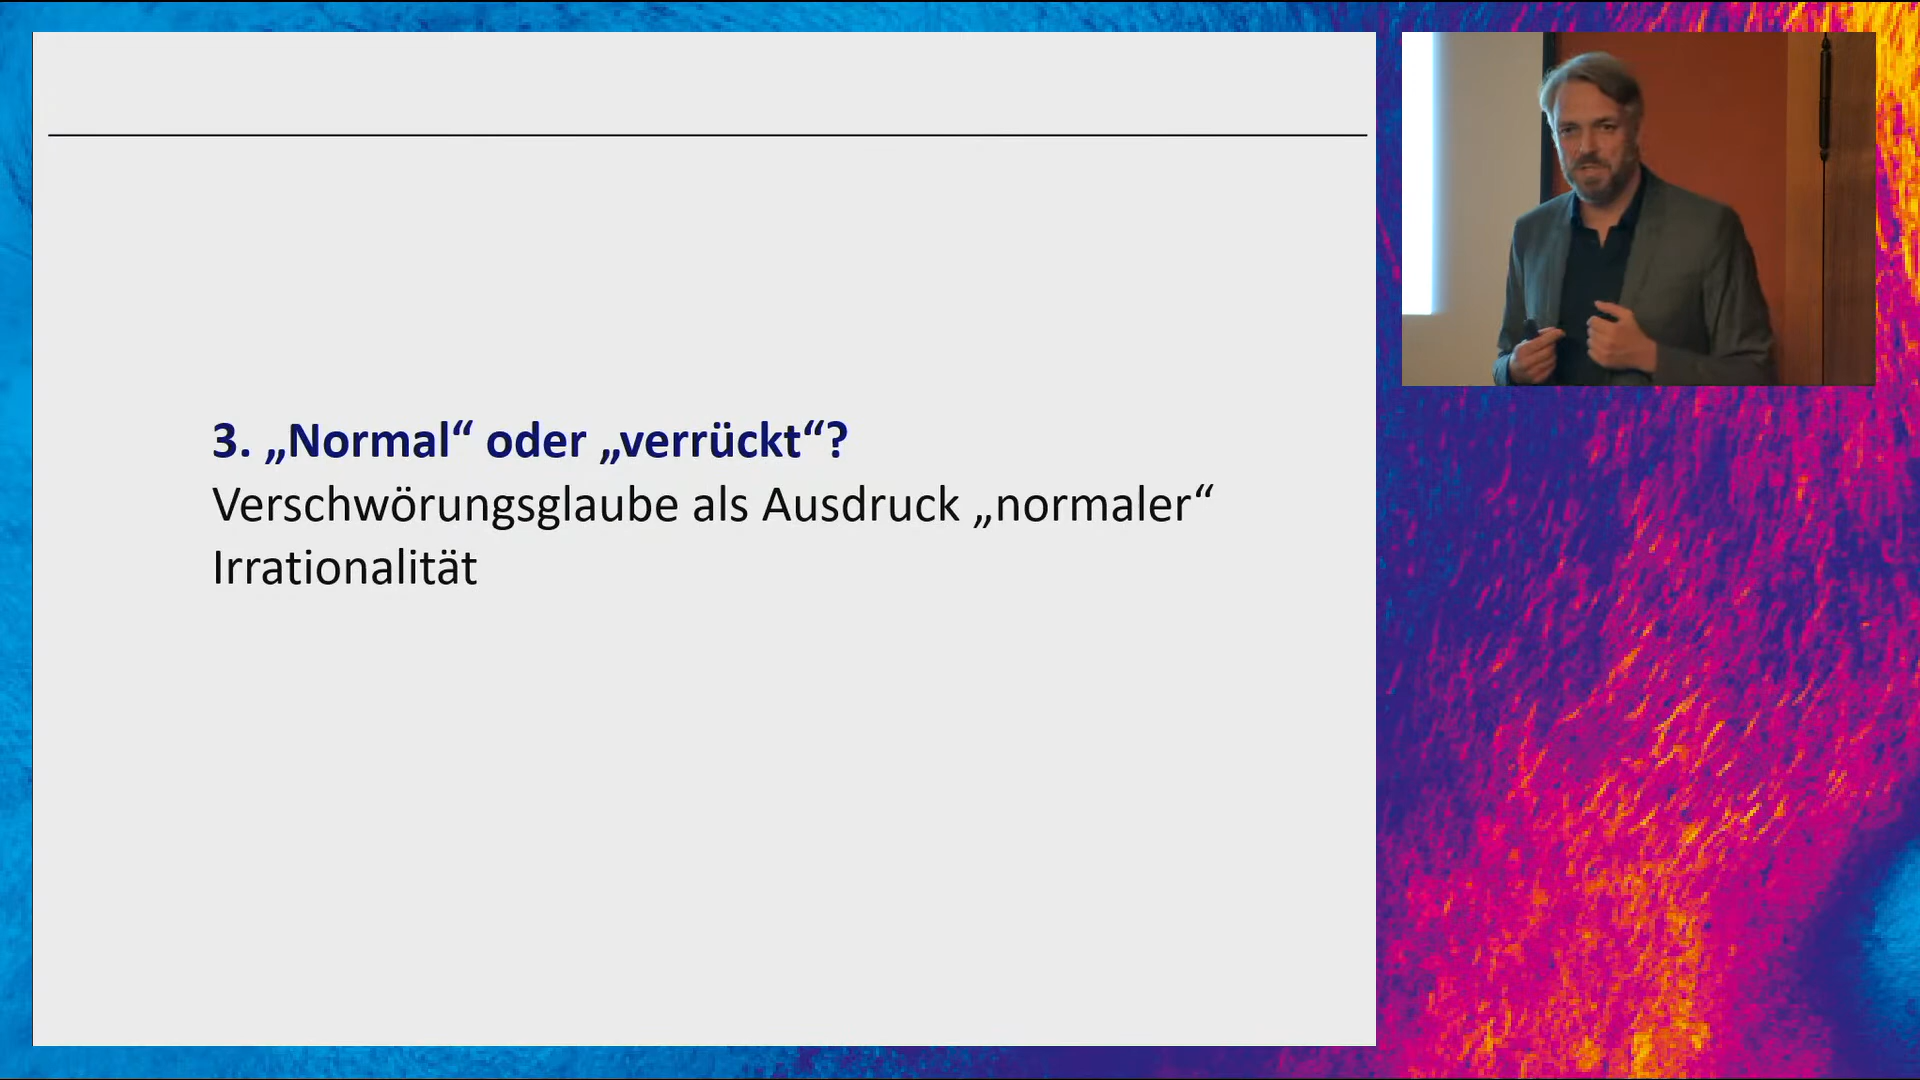 3. „Normal“ oder „verrückt“?
Verschwörungsglaube als Ausdruck „normaler“
Irrationalität